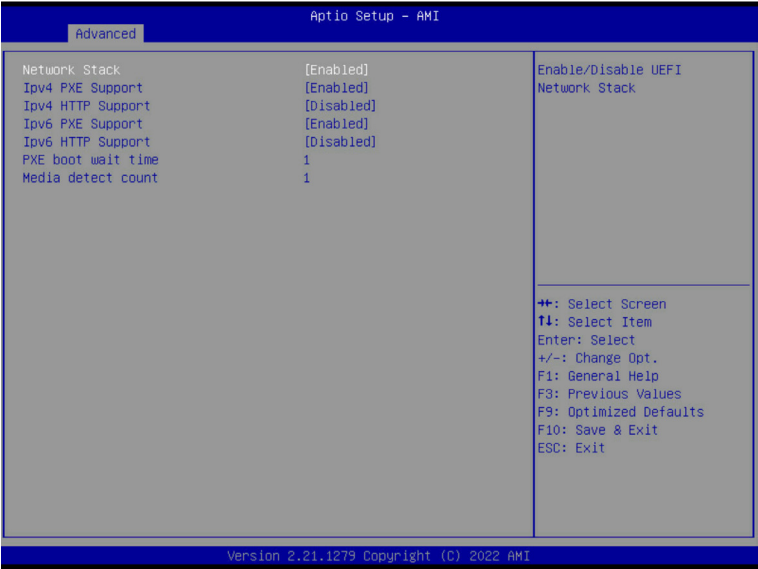 Aptio Setup – AMI
Advanced
Network Stack [Enabled]
Ipv4 PXE Support [Enabled]
Ipv4 HTTP Support [Disabled]
Ipv6 PXE Support [Enabled]
Ipv6 HTTP Support [Disabled]
PXE boot wait time 1
Media detect count 1
Enable/Disable UEFI
Network Stack
→←: Select Screen
↑↓: Select Item
Enter: Select
+/-: Change Opt.
F1: General Help
F3: Previous Values
F9: Optimized Defaults
F10: Save & Exit
ESC: Exit
Version 2.21.1279 Copyright (C) 2022 AMI